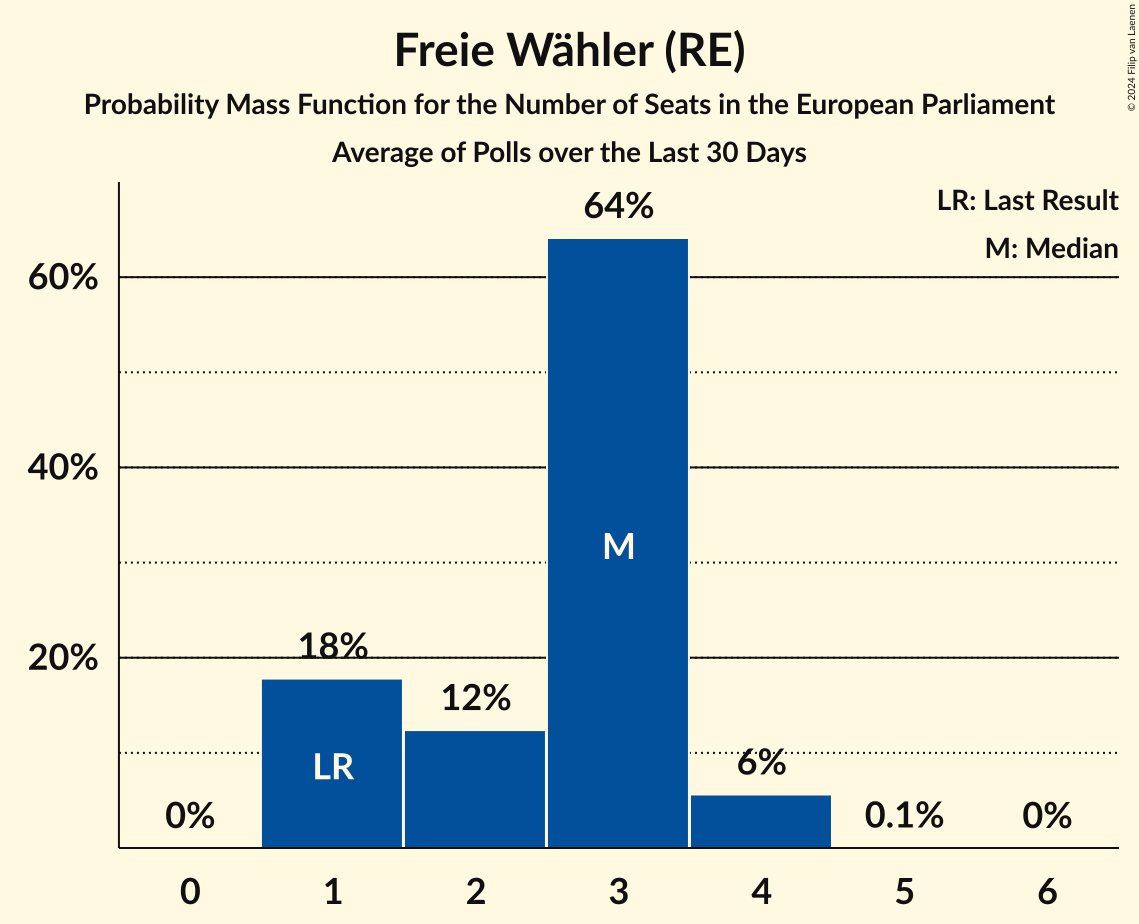 Freie Wähler (RE)
Probability Mass Function for the Number of Seats in the European Parliament
Average of Polls over the Last 30 Days
© 2024 Filip van Laenen
LR: Last Result
M: Median
60%
40%
20%
0%
18%
12%
64%
6%
0.1%
0%
LR
M
0
1
2
3
4
5
6